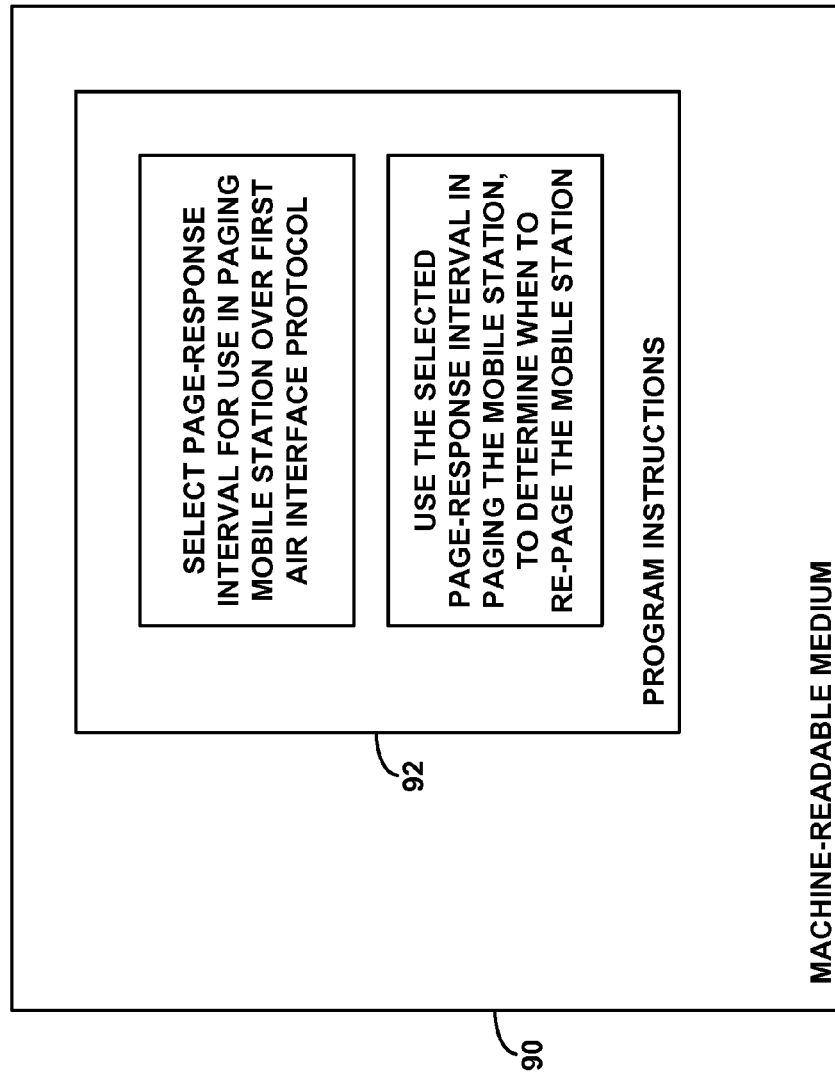 SELECT PAGE-RESPONSE
INTERVAL FOR USE IN PAGING
MOBILE STATION OVER FIRST
AIR INTERFACE PROTOCOL
USE THE SELECTED
PAGE-RESPONSE INTERVAL IN
PAGING THE MOBILE STATION,
TO DETERMINE WHEN TO
RE-PAGE THE MOBILE STATION
PROGRAM INSTRUCTIONS
92
MACHINE-READABLE MEDIUM
90